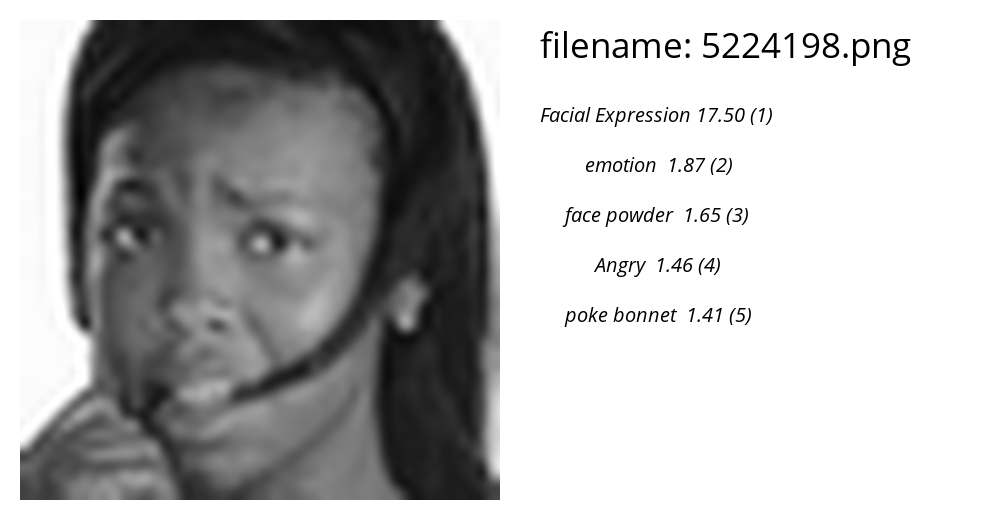 filename: 5224198.png
Facial Expression 17.50 (1)
emotion 1.87 (2)
face powder 1.65 (3)
Angry 1.46 (4)
poke bonnet 1.41 (5)